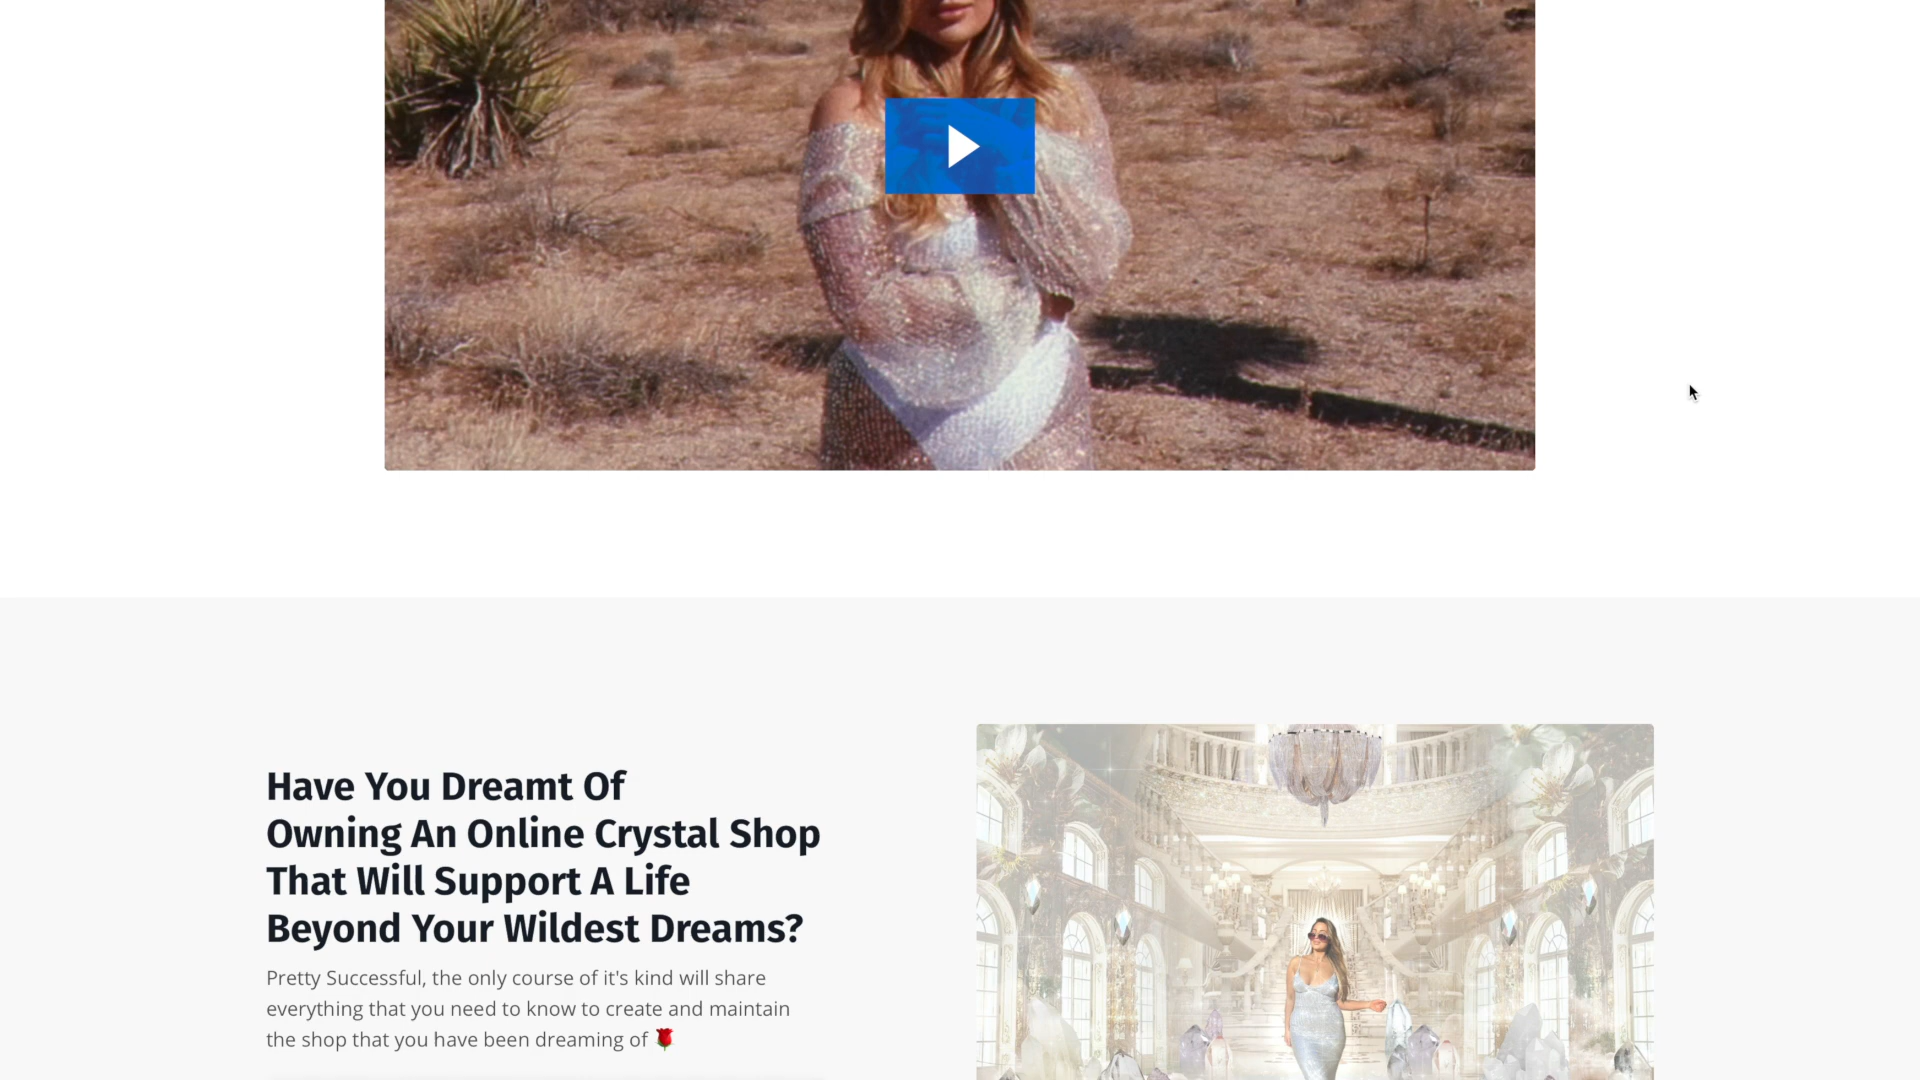 Have You Dreamt Of
Owning An Online Crystal Shop
That Will Support A Life
Beyond Your Wildest Dreams?
Pretty Successful, the only course of it's kind will share
everything that you need to know to create and maintain
the shop that you have been dreaming of 🌹